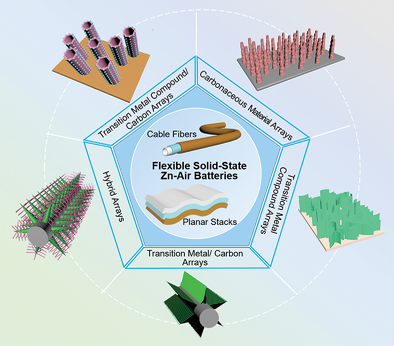 Transition Metal Compound/
Carbon Arrays
Carbonaceous Material Arrays
Cable Fibers
Flexible Solid-State
Zn-Air Batteries
Planar Stacks
Hybrid Arrays
Transition Metal
Compound Arrays
Transition Metal/ Carbon
Arrays